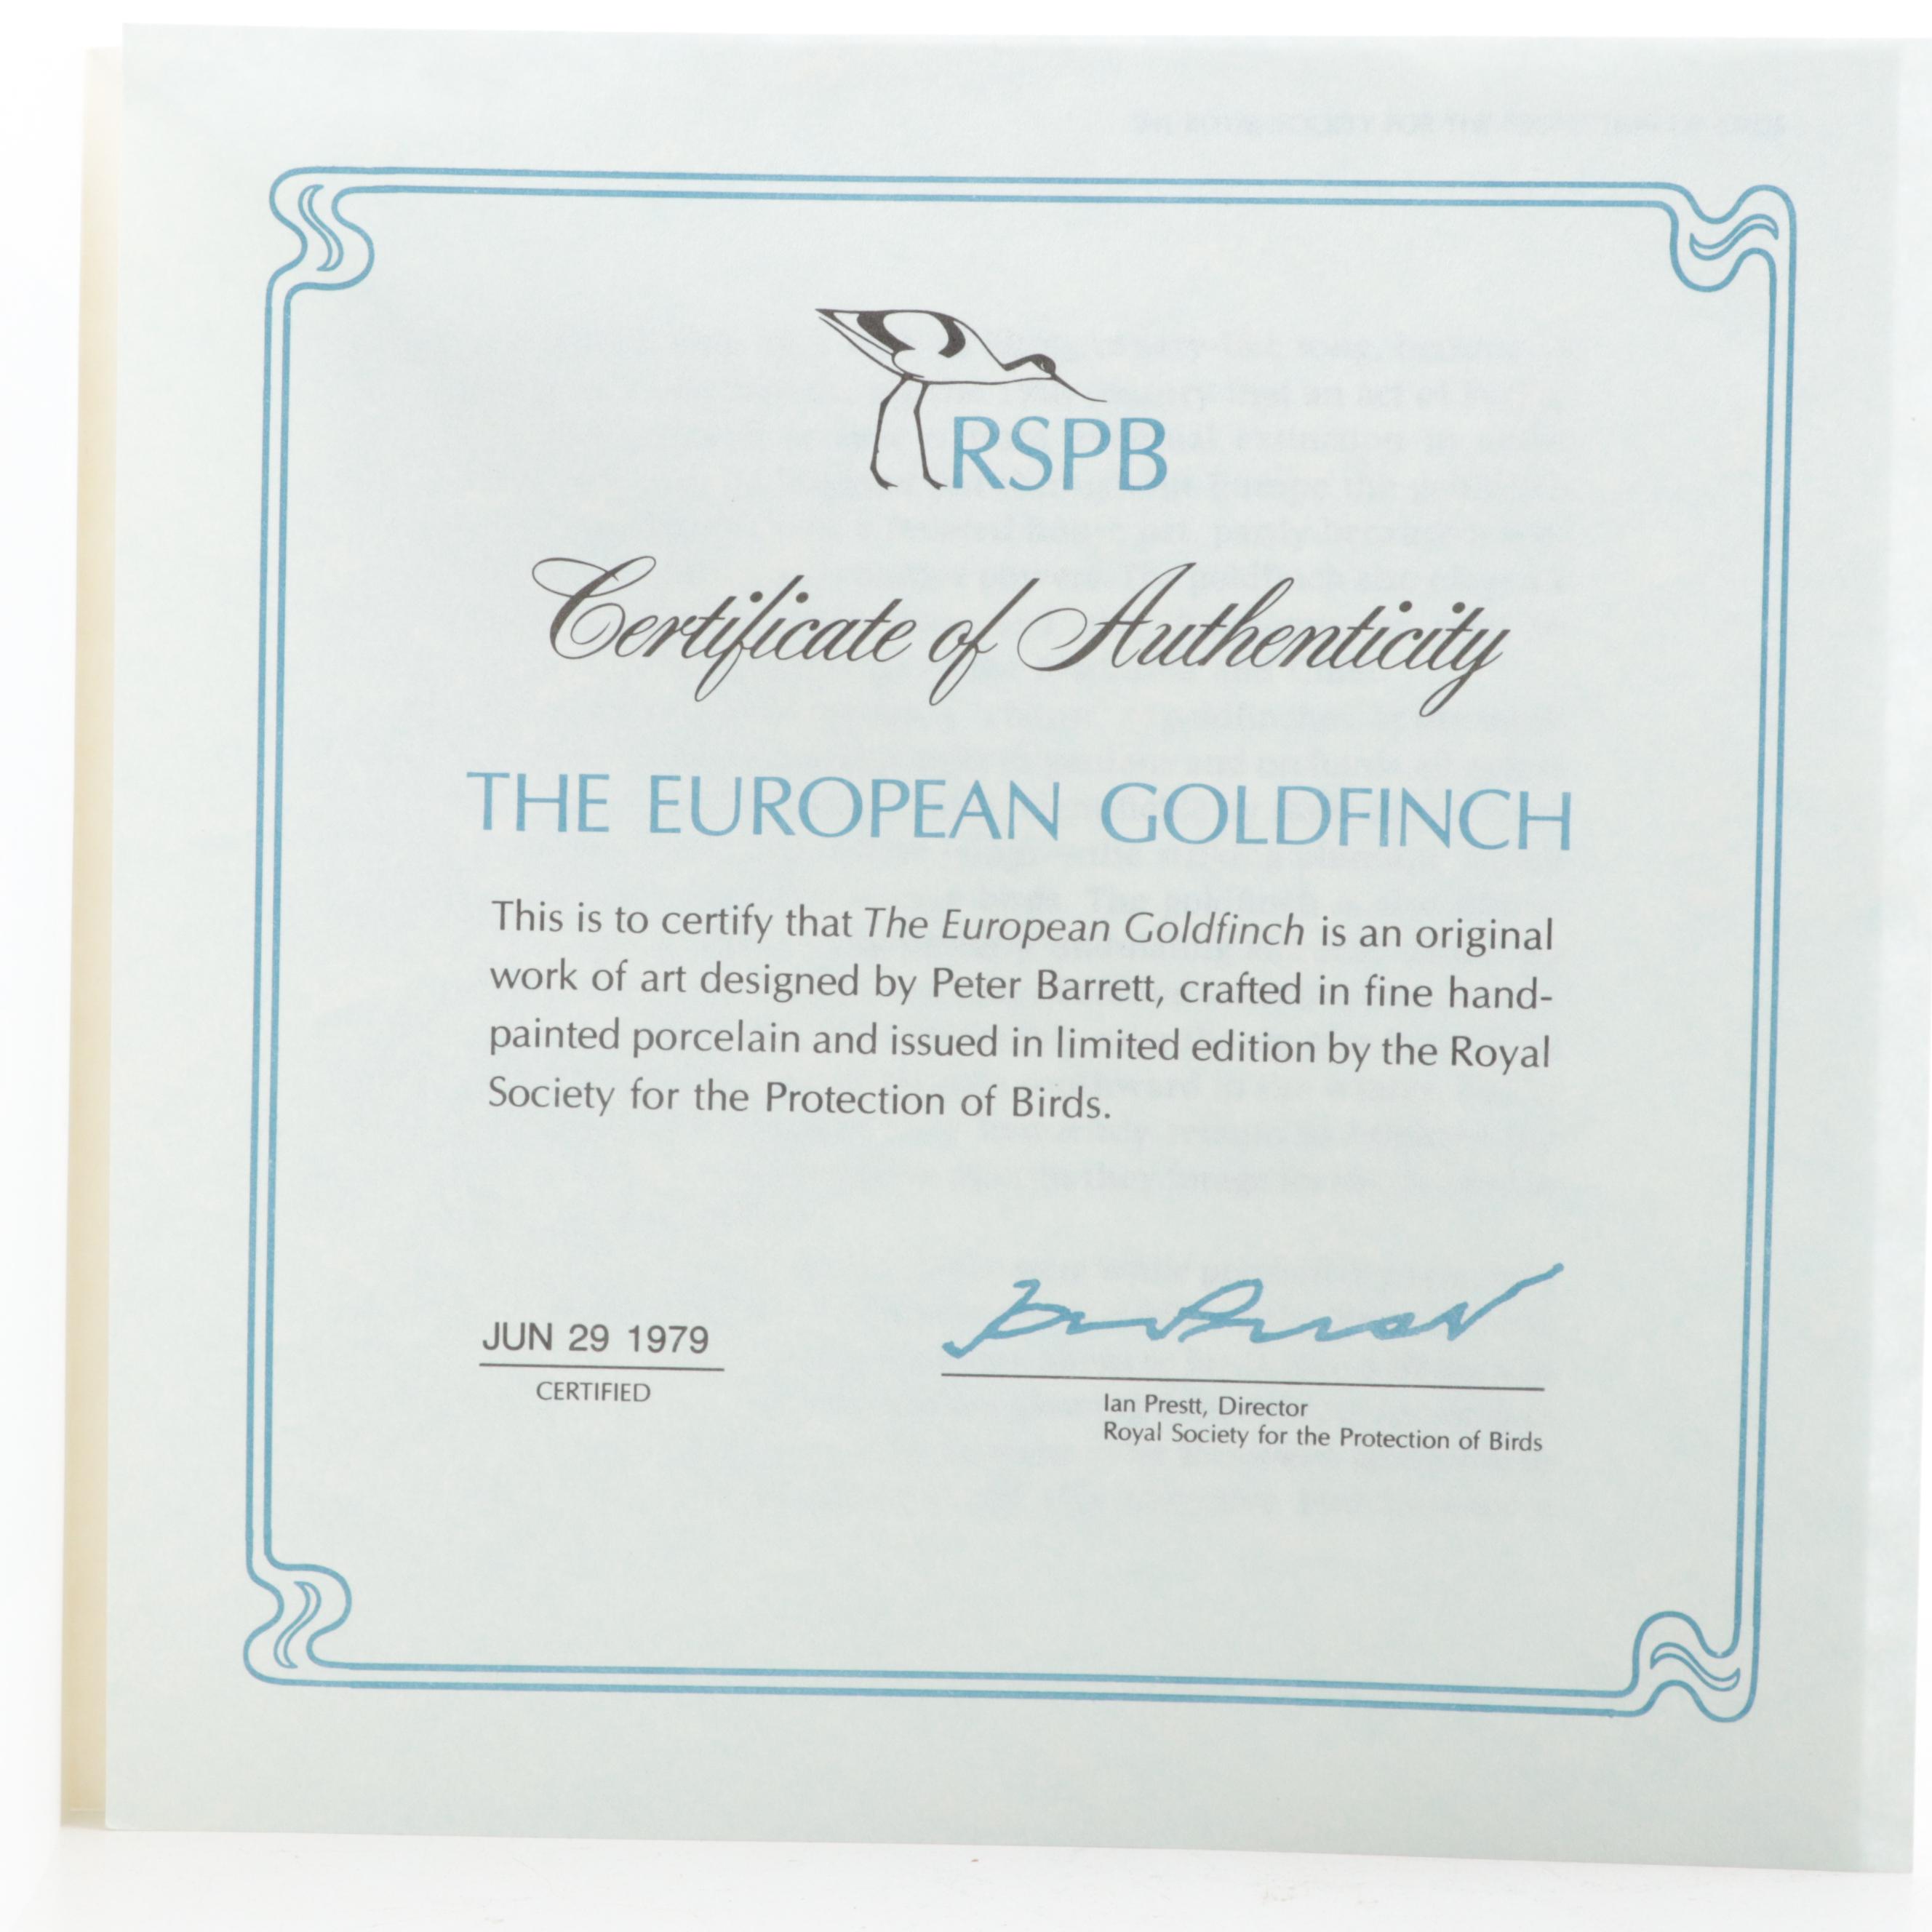 RSPB
Certificate of Authenticity
THE EUROPEAN GOLDFINCH
This is to certify that The European Goldfinch is an original
work of art designed by Peter Barrett, crafted in fine hand-
painted porcelain and issued in limited edition by the Royal
Society for the Protection of Birds.
JUN 29 1979
CERTIFIED
Ian Prestt, Director
Royal Society for the Protection of Birds